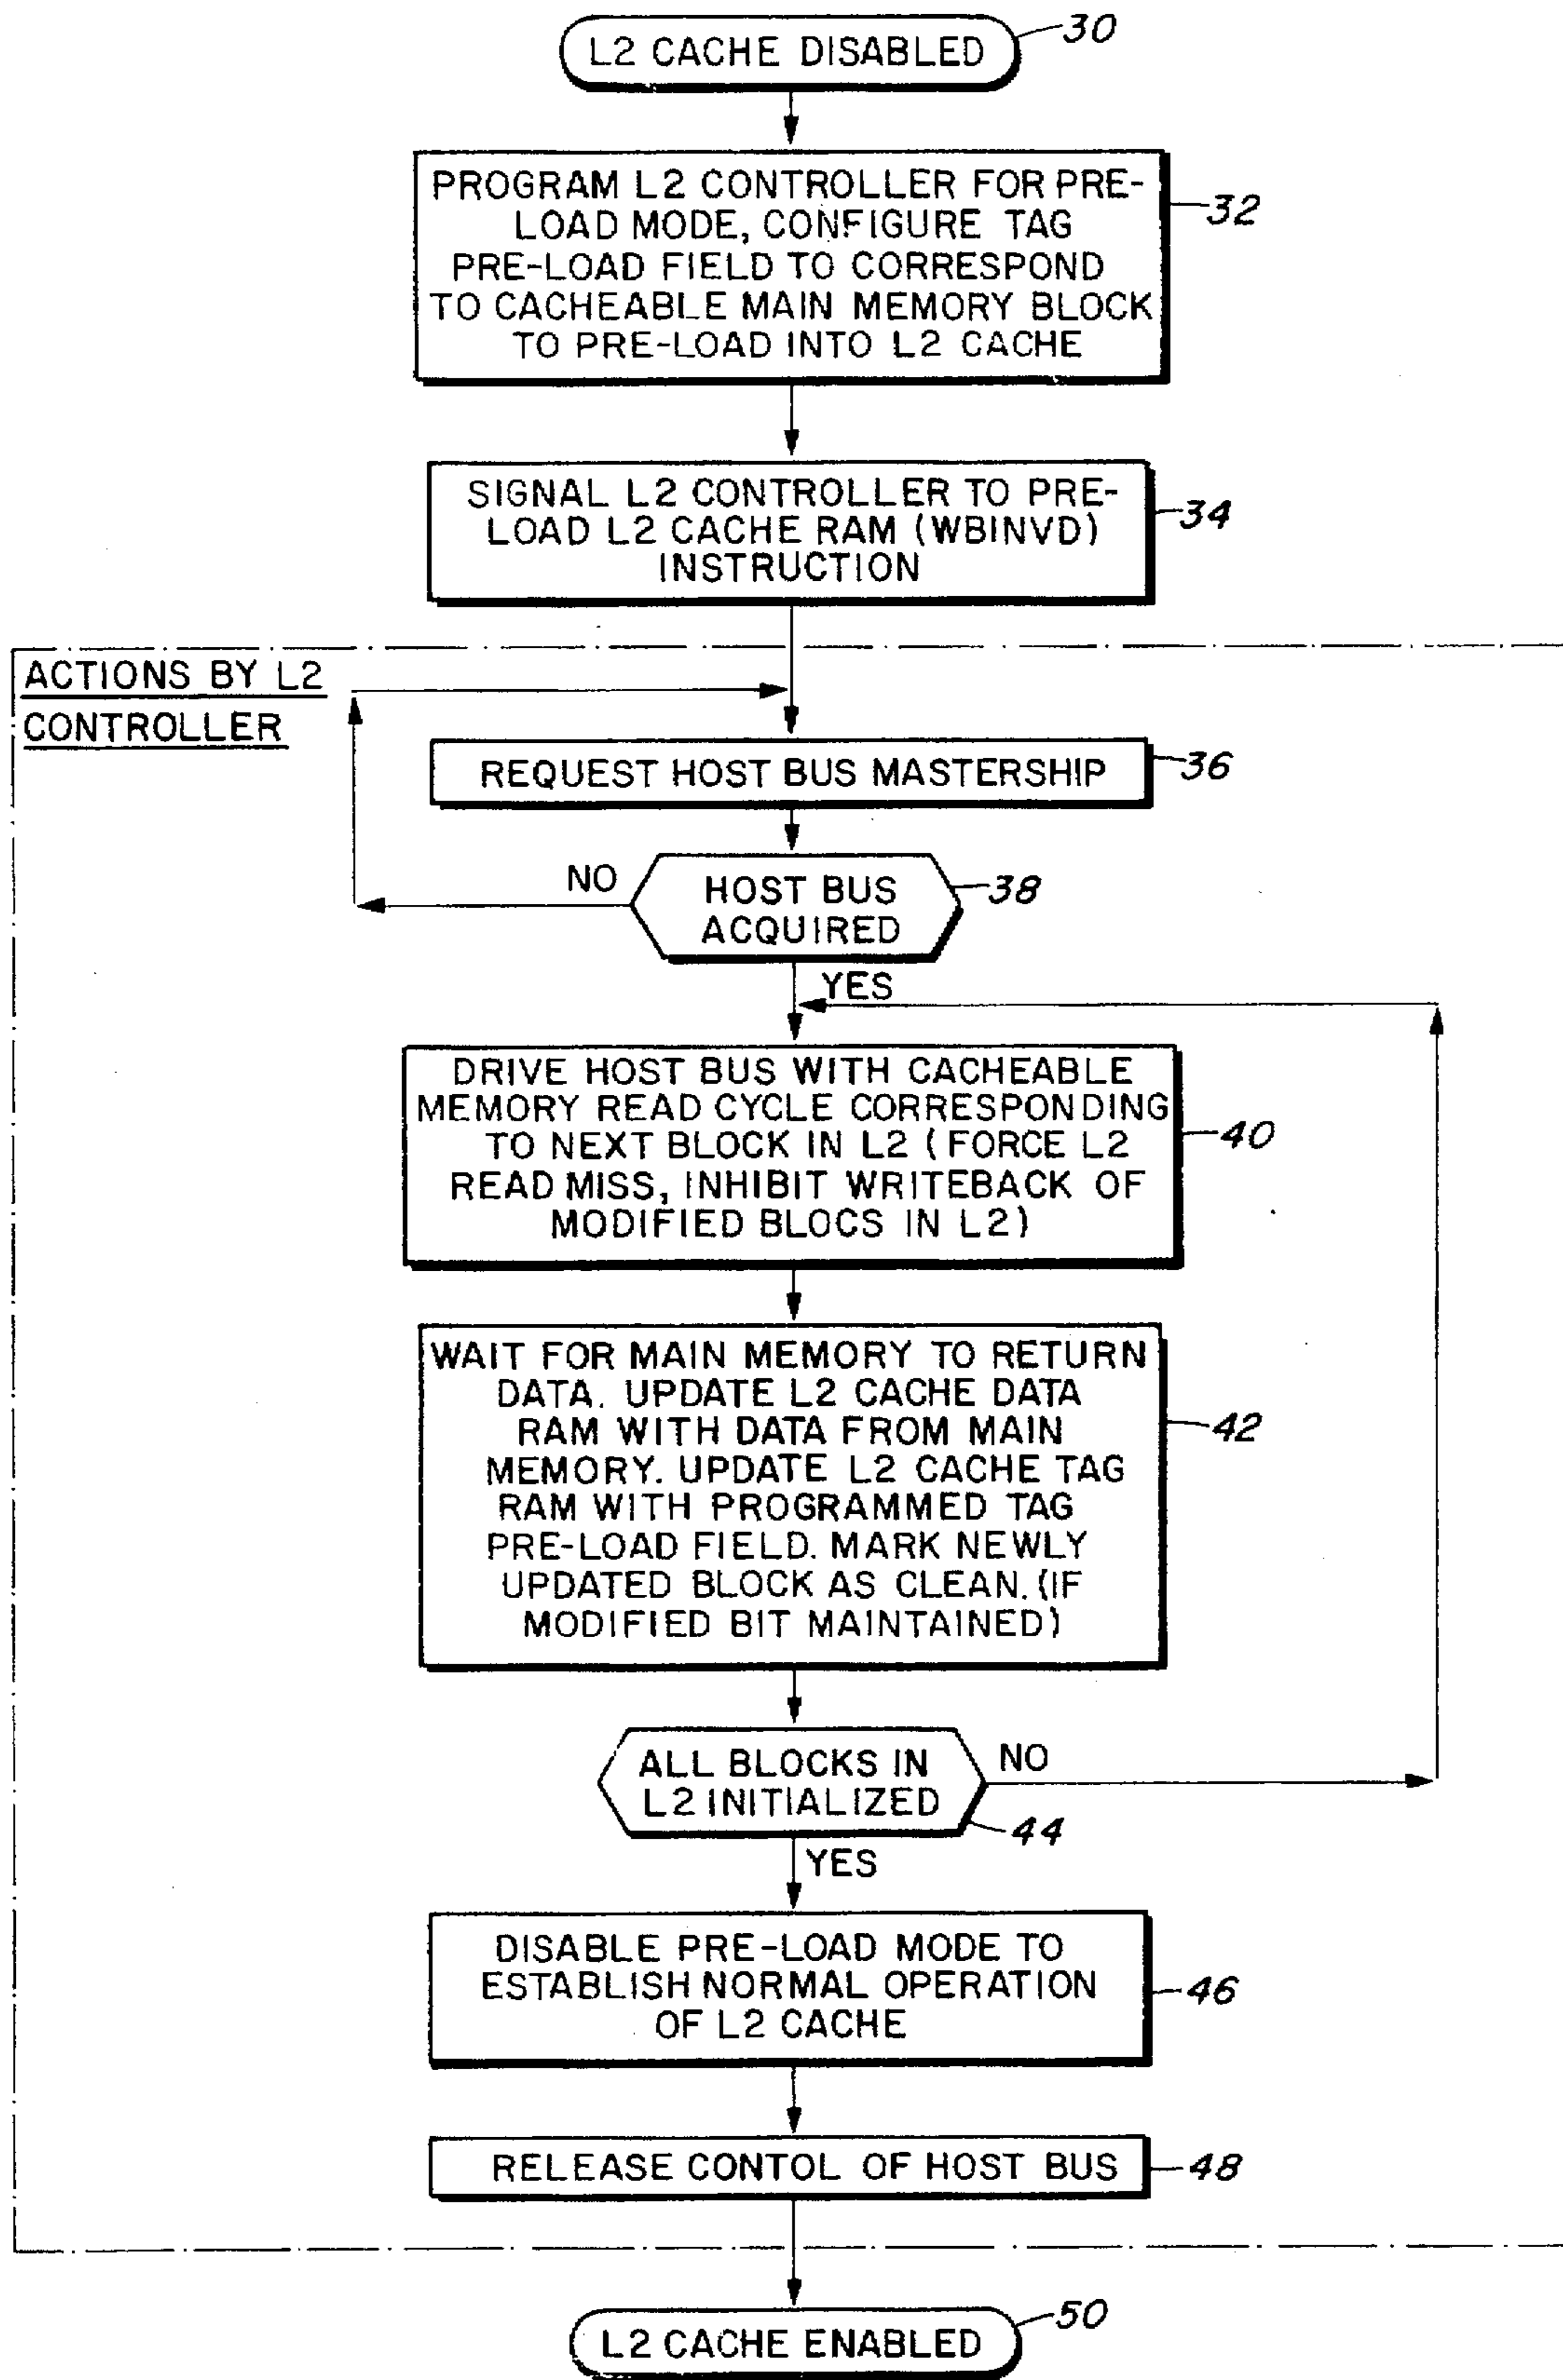 L2 CACHE DISABLED
30
PROGRAM L2 CONTROLLER FOR PRE-
LOAD MODE, CONFIGURE TAG
PRE-LOAD FIELD TO CORRESPOND
TO CACHEABLE MAIN MEMORY BLOCK
TO PRE-LOAD INTO L2 CACHE
32
SIGNAL L2 CONTROLLER TO PRE-
LOAD L2 CACHE RAM (WBINVD)
INSTRUCTION
34
ACTIONS BY L2
CONTROLLER
REQUEST HOST BUS MASTERSHIP
36
NO
HOST BUS
ACQUIRED
38
YES
DRIVE HOST BUS WITH CACHEABLE
MEMORY READ CYCLE CORRESPONDING
TO NEXT BLOCK IN L2 (FORCE L2
READ MISS, INHIBIT WRITEBACK OF
MODIFIED BLOCS IN L2)
40
WAIT FOR MAIN MEMORY TO RETURN
DATA. UPDATE L2 CACHE DATA
RAM WITH DATA FROM MAIN
MEMORY. UPDATE L2 CACHE TAG
RAM WITH PROGRAMMED TAG
PRE-LOAD FIELD. MARK NEWLY
UPDATED BLOCK AS CLEAN. (IF
MODIFIED BIT MAINTAINED)
42
ALL BLOCKS IN
L2 INITIALIZED
NO
44
YES
DISABLE PRE-LOAD MODE TO
ESTABLISH NORMAL OPERATION
OF L2 CACHE
46
RELEASE CONTOL OF HOST BUS
48
L2 CACHE ENABLED
50